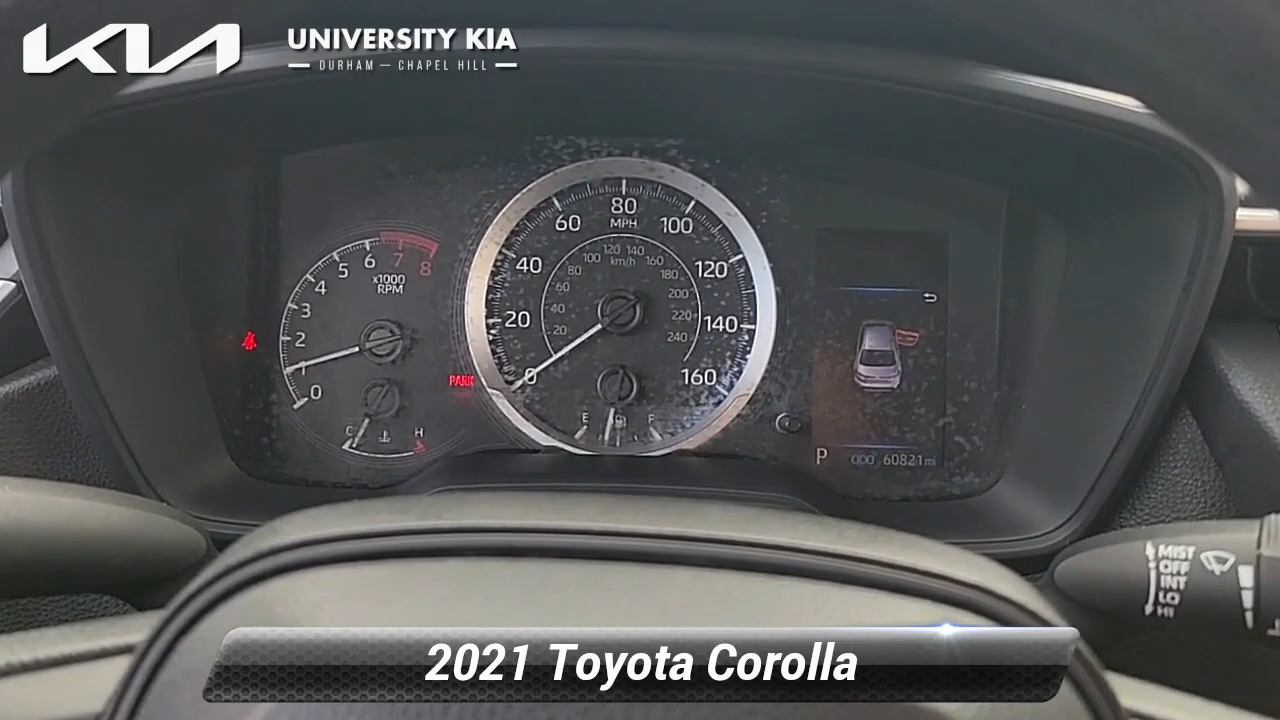 KIA
UNIVERSITY KIA
DURHAM — CHAPEL HILL
80
60 MPH 100
120 140
100 km/h 160
80 180
60 200
40 220
20 240
40 120
20 140
0 160
E F
6 7
5 8
4 x1000
RPM
3
2
1
0
C H
PARK
P 000 60821 mi
MIST
OFF
INT
LO
HI
2021 Toyota Corolla